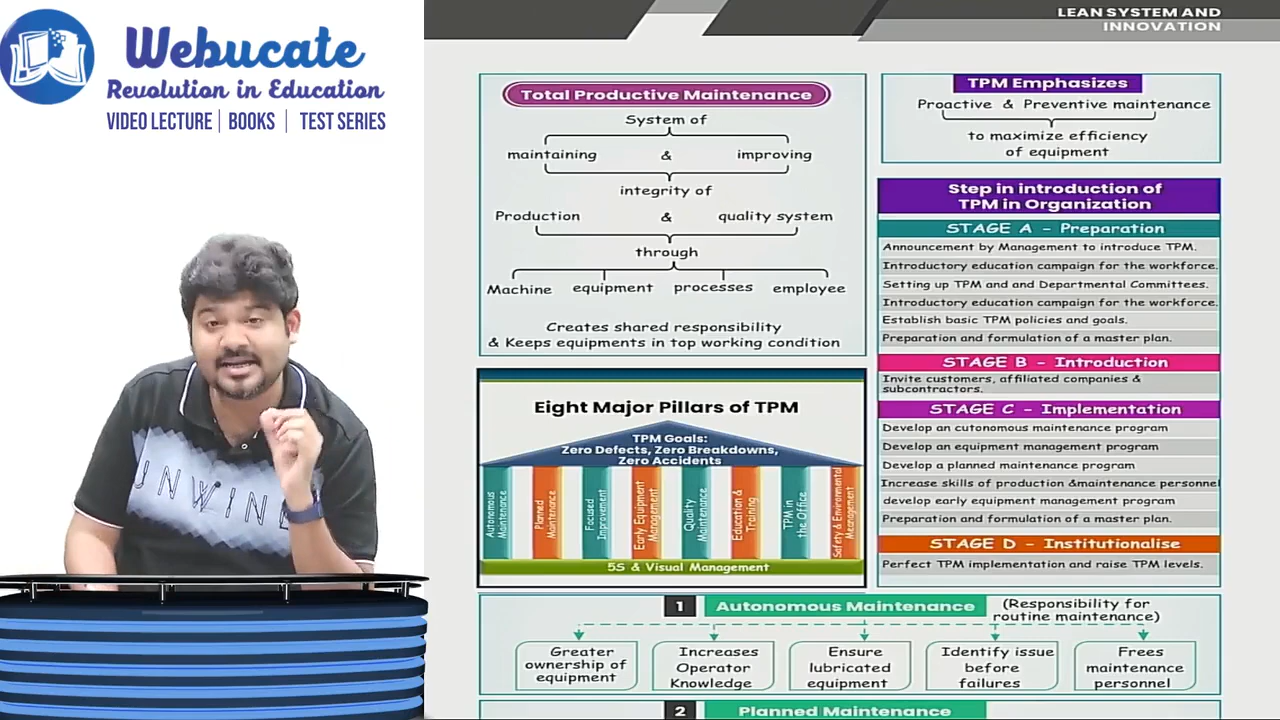 Webucate
Revolution in Education
VIDEO LECTURE | BOOKS | TEST SERIES
UNWIN
LEAN SYSTEM AND
INNOVATION
Total Productive Maintenance
System of
maintaining & improving
integrity of
Production & quality system
through
Machine equipment processes employee
Creates shared responsibility
& Keeps equipments in top working condition
Eight Major Pillars of TPM
TPM Goals:
Zero Defects, Zero Breakdowns,
Zero Accidents
Autonomous
Maintenance
Planned
Maintenance
Focused
Improvement
Early Equipment
Management
Quality
Maintenance
Education &
Training
TPM in
the Office
Safety & Environmental
5S & Visual Management
TPM Emphasizes
Proactive & Preventive maintenance
to maximize efficiency
of equipment
Step in introduction of
TPM in Organization
STAGE A - Preparation
Announcement by Management to introduce TPM.
Introductory education campaign for the workforce.
Setting up TPM and and Departmental Committees.
Introductory education campaign for the workforce.
Establish basic TPM policies and goals.
Preparation and formulation of a master plan.
STAGE B - Introduction
Invite customers, affiliated companies &
subcontractors.
STAGE C - Implementation
Develop an cutonomous maintenance program
Develop an equipment management program
Develop a planned maintenance program
Increase skills of production &maintenance personnel
develop early equipment management program
Preparation and formulation of a master plan.
STAGE D - Institutionalise
Perfect TPM implementation and raise TPM levels.
1 Autonomous Maintenance (Responsibility for
routine maintenance)
Greater
ownership of
equipment
Increases
Operator
Knowledge
Ensure
lubricated
equipment
Identify issue
before
failures
Frees
maintenance
personnel
2 Planned Maintenance